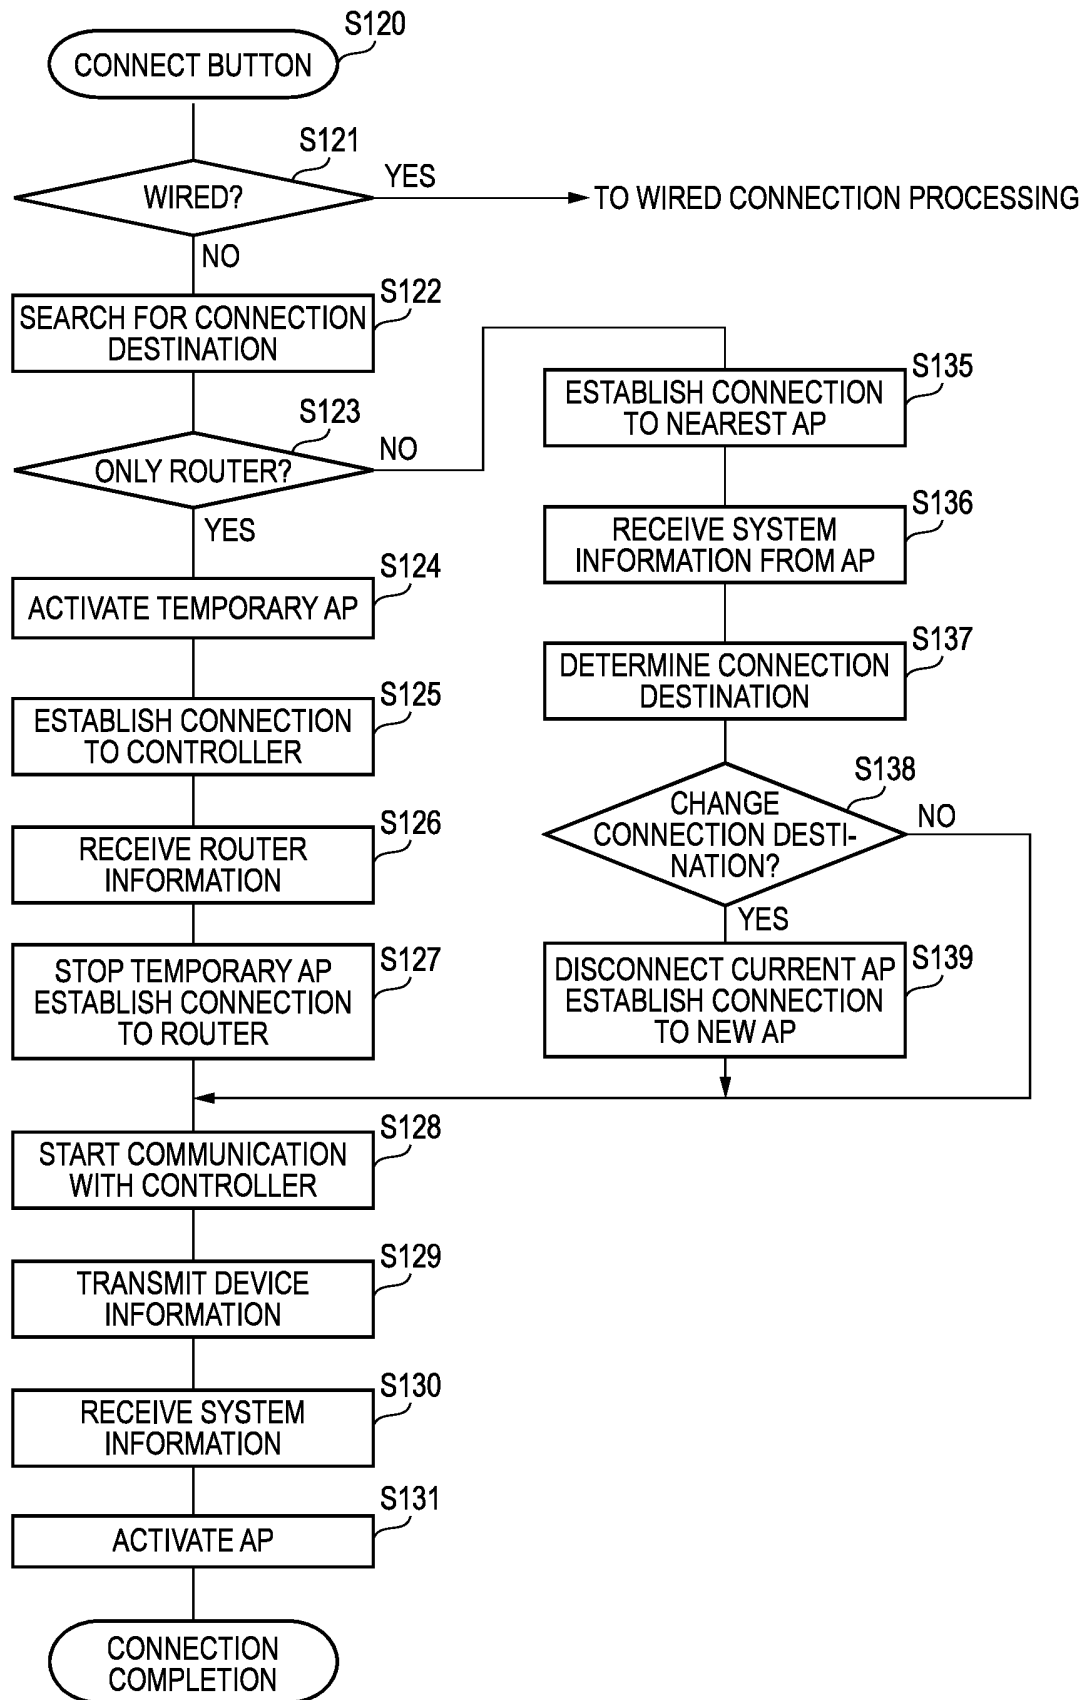 S120
CONNECT BUTTON
S121
WIRED?
YES
TO WIRED CONNECTION PROCESSING
NO
S122
SEARCH FOR CONNECTION
DESTINATION
S123
ONLY ROUTER?
NO
YES
S124
ACTIVATE TEMPORARY AP
S125
ESTABLISH CONNECTION
TO CONTROLLER
S126
RECEIVE ROUTER
INFORMATION
S127
STOP TEMPORARY AP
ESTABLISH CONNECTION
TO ROUTER
S135
ESTABLISH CONNECTION
TO NEAREST AP
S136
RECEIVE SYSTEM
INFORMATION FROM AP
S137
DETERMINE CONNECTION
DESTINATION
S138
CHANGE
CONNECTION DESTI-
NATION?
NO
YES
S139
DISCONNECT CURRENT AP
ESTABLISH CONNECTION
TO NEW AP
S128
START COMMUNICATION
WITH CONTROLLER
S129
TRANSMIT DEVICE
INFORMATION
S130
RECEIVE SYSTEM
INFORMATION
S131
ACTIVATE AP
CONNECTION
COMPLETION